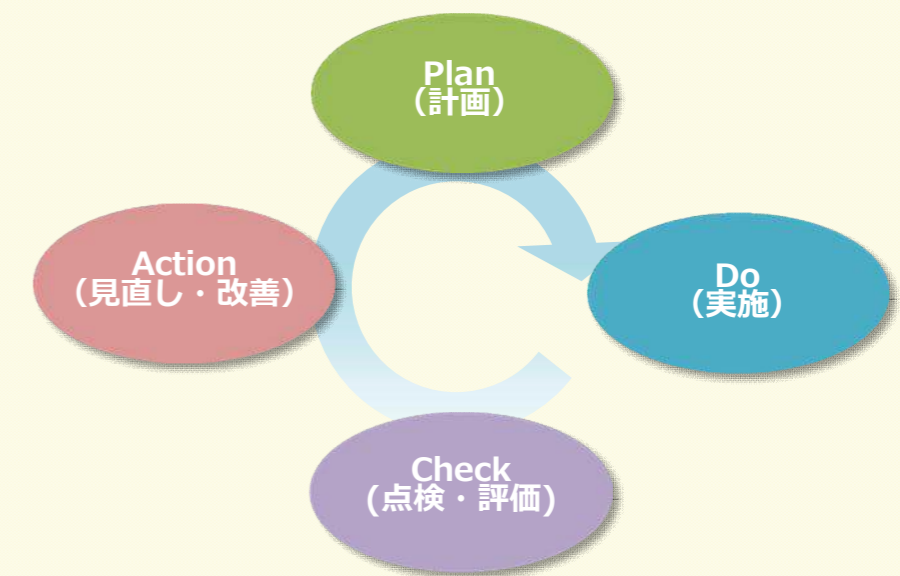 Plan
（計画）
Do
（実施）
Check
(点検・評価)
Action
（見直し・改善）